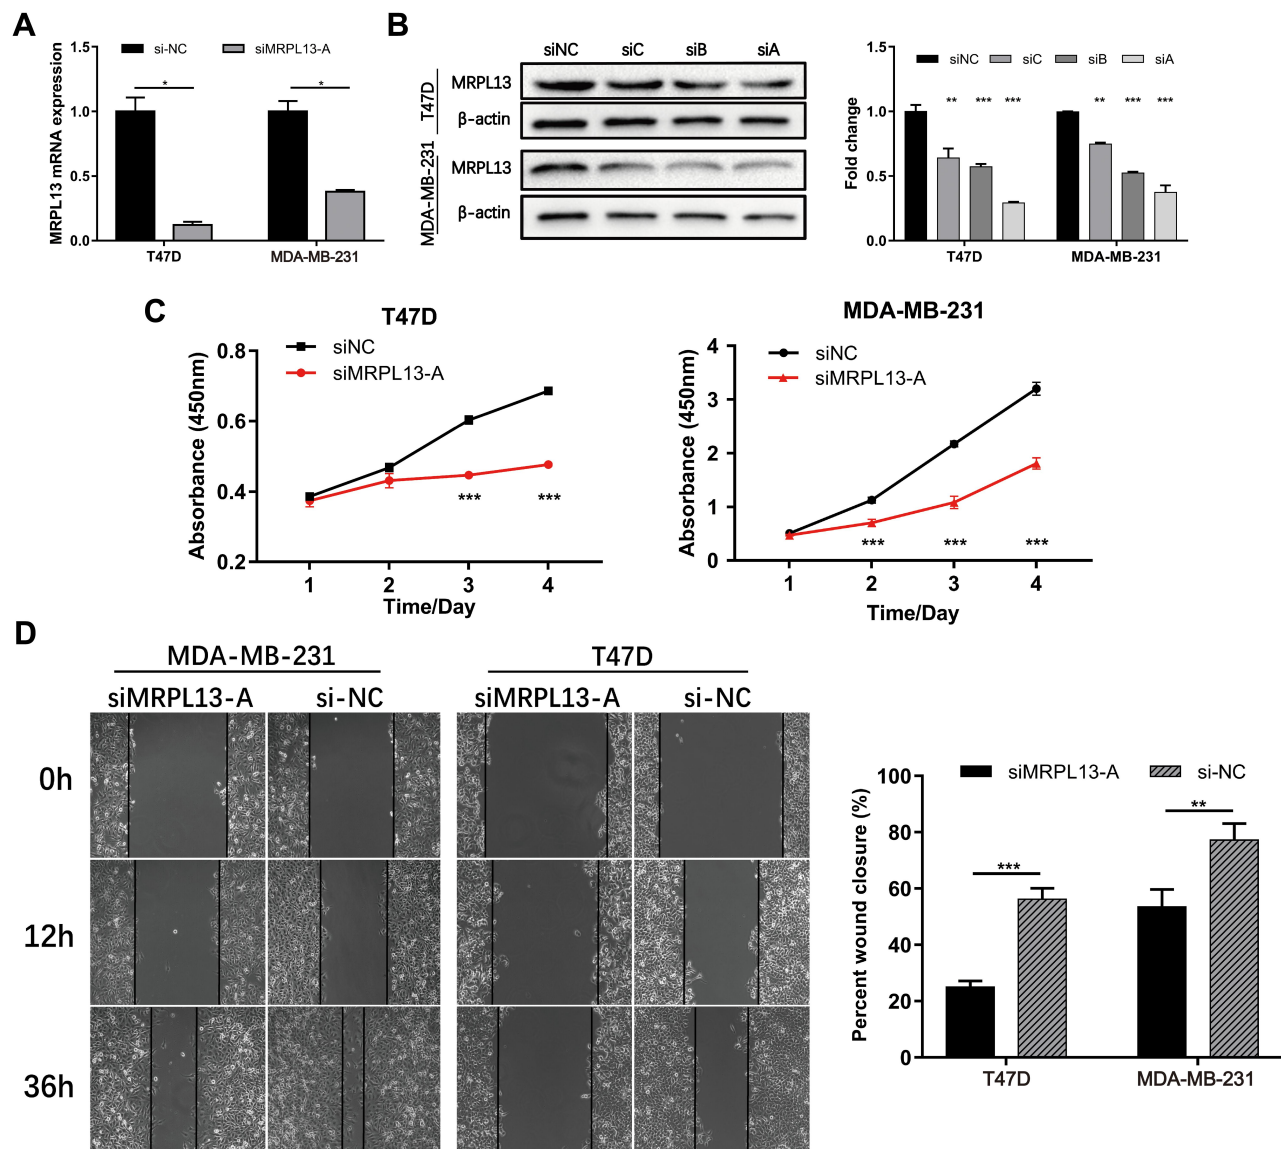 A
si-NC siMRPL13-A
MRPL13 mRNA expression
1.5
1.0
0.5
0.0
* *
T47D MDA-MB-231
B
siNC siC siB siA
T47D
MRPL13
β-actin
MDA-MB-231
MRPL13
β-actin
siNC siC siB siA
Fold change
1.5
1.0
0.5
0.0
** *** *** ** *** ***
T47D MDA-MB-231
C
T47D
siNC
siMRPL13-A
Absorbance (450nm)
0.8
0.6
0.4
0.2
*** ***
1 2 3 4
Time/Day
MDA-MB-231
siNC
siMRPL13-A
Absorbance (450nm)
4
3
2
1
0
*** *** ***
1 2 3 4
Time/Day
D
MDA-MB-231 T47D
siMRPL13-A si-NC siMRPL13-A si-NC
0h
12h
36h
siMRPL13-A si-NC
Percent wound closure (%)
100
80
60
40
20
0
*** **
T47D MDA-MB-231